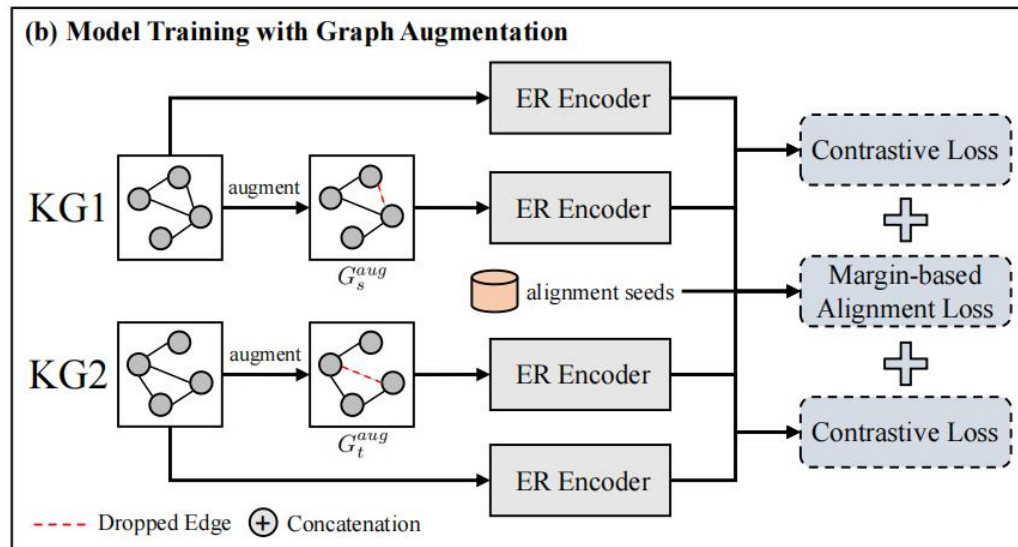 (b) Model Training with Graph Augmentation
ER Encoder
Contrastive Loss
KG1
augment
ER Encoder
G_s^{aug}
alignment seeds
Margin-based
Alignment Loss
KG2
augment
ER Encoder
G_t^{aug}
Contrastive Loss
ER Encoder
Dropped Edge
Concatenation